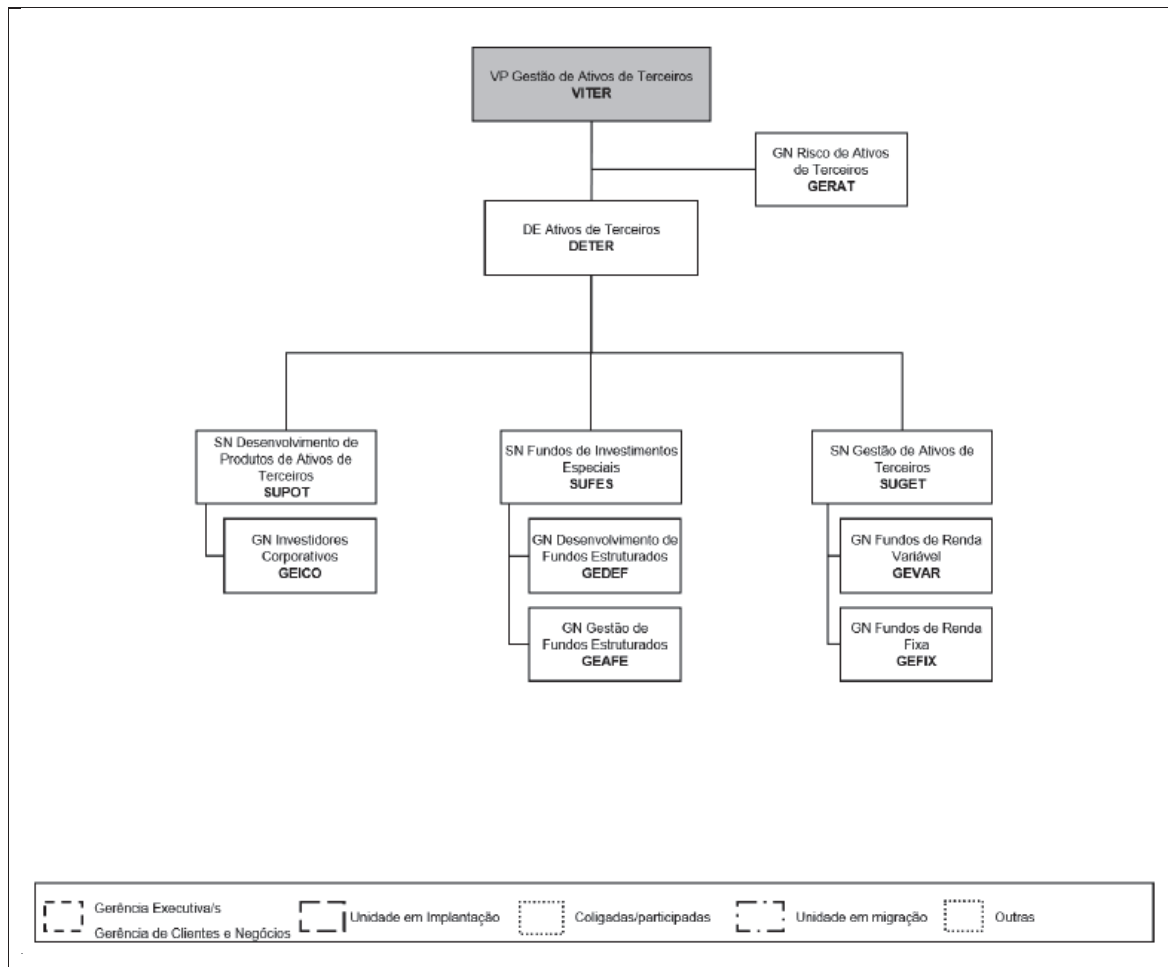 VP Gestão de Ativos de Terceiros
VITER
GN Risco de Ativos
de Terceiros
GERAT
DE Ativos de Terceiros
DETER
SN Desenvolvimento de
Produtos de Ativos de
Terceiros
SUPOT
GN Investidores
Corporativos
GEICO
SN Fundos de Investimentos
Especiais
SUFES
GN Desenvolvimento de
Fundos Estruturados
GEDEF
GN Gestão de
Fundos Estruturados
GEAFE
SN Gestão de Ativos de
Terceiros
SUGET
GN Fundos de Renda
Variável
GEVAR
GN Fundos de Renda
Fixa
GEFIX
Gerência Executiva/s
Gerência de Clientes e Negócios
Unidade em Implantação
Coligadas/participadas
Unidade em migração
Outras